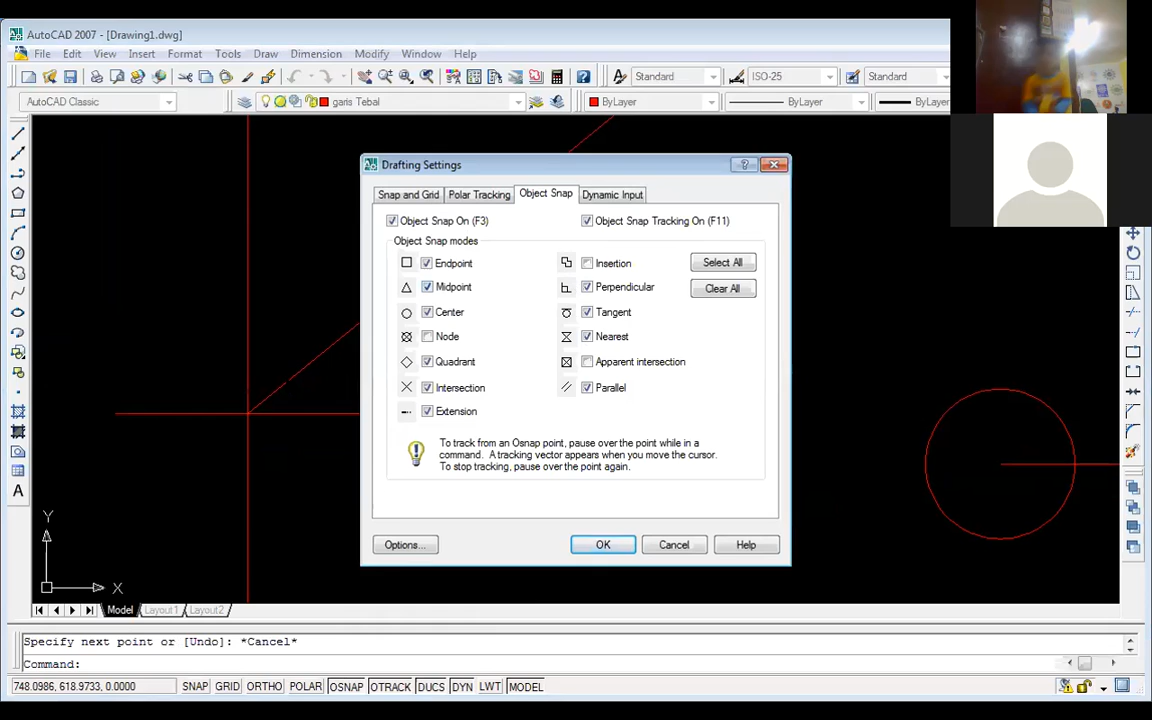 AutoCAD 2007 - [Drawing1.dwg]
File Edit View Insert Format Tools Draw Dimension Modify Window Help
Standard ISO-25 Standard
AutoCAD Classic garis Tebal ByLayer ByLayer ByLayer
Drafting Settings
Snap and Grid Polar Tracking Object Snap Dynamic Input
Object Snap On (F3) Object Snap Tracking On (F11)
Object Snap modes
Endpoint Insertion Select All
Midpoint Perpendicular Clear All
Center Tangent
Node Nearest
Quadrant Apparent intersection
Intersection Parallel
Extension
To track from an Osnap point, pause over the point while in a
command. A tracking vector appears when you move the cursor.
To stop tracking, pause over the point again.
Options... OK Cancel Help
A
Y
X
Model Layout1 Layout2
Specify next point or [Undo]: *Cancel*
Command:
748.0986, 618.9733, 0.0000 SNAP GRID ORTHO POLAR OSNAP OTRACK DUCS DYN LWT MODEL